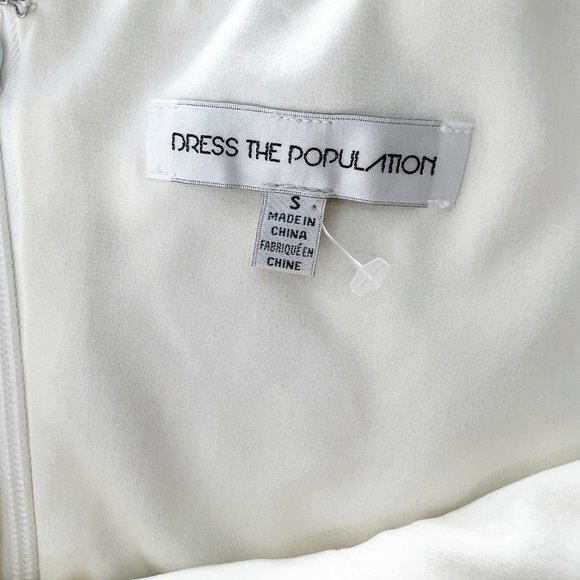 DRESS THE POPULATION
S
MADE IN
CHINA
FABRIQUÉ EN
CHINE